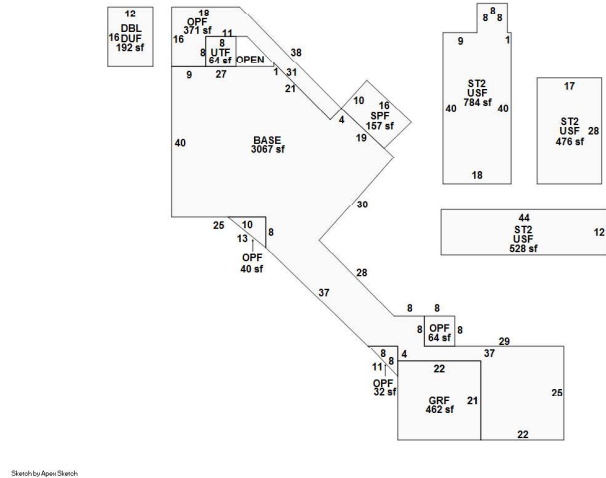 12
DBL
DUF
16
192 sf
18
OPF
371 sf
16
11
8
8
UTF
64 sf
OPEN
38
9
27
1
31
21
10
16
SPF
157 sf
4
19
BASE
3067 sf
40
30
25
10
13
8
OPF
40 sf
37
28
8
8
8
OPF
64 sf
8
29
37
4
8
8
11
OPF
32 sf
22
GRF
462 sf
21
25
22
8
8
8
9
1
ST2
USF
784 sf
40
40
18
17
ST2
USF
476 sf
28
44
ST2
USF
528 sf
12
Sketch by Apex Sketch